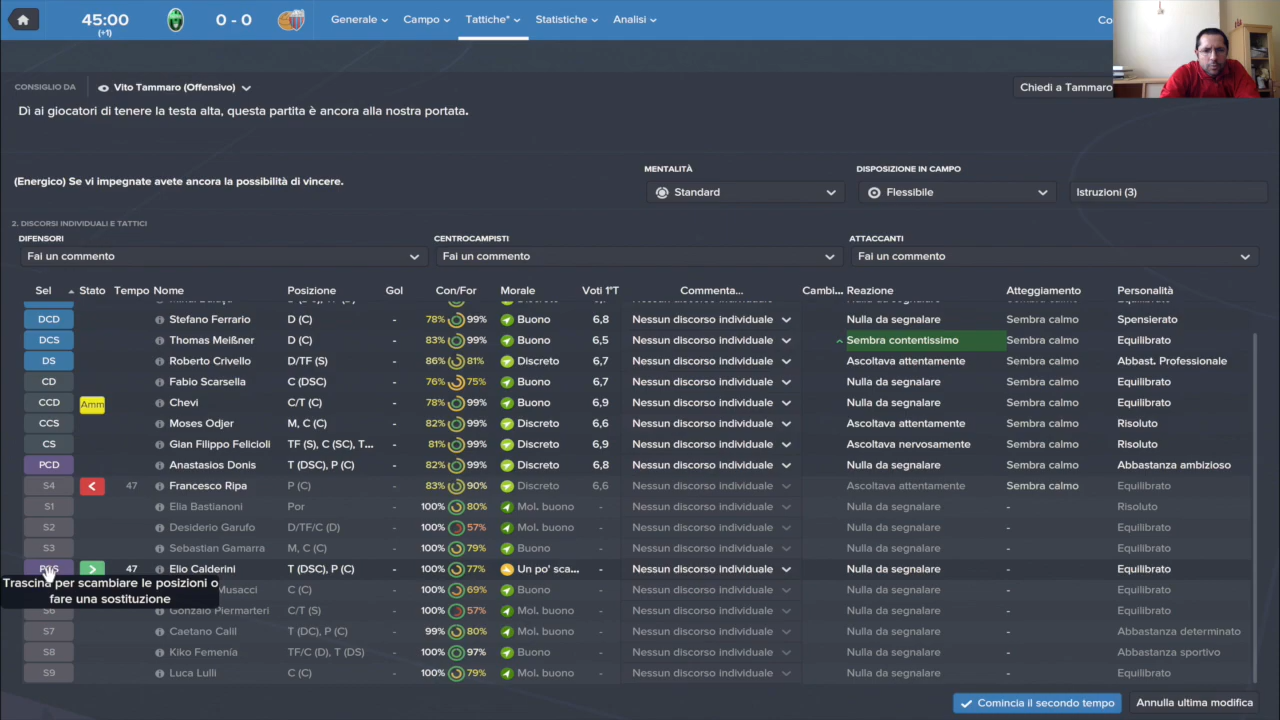 45:00 0 - 0 Generale Campo Tattiche* Statistiche Analisi Co
(+1)
CONSIGLIO DA Vito Tammaro (Offensivo) Chiedi a Tammaro
Dì ai giocatori di tenere la testa alta, questa partita è ancora alla nostra portata.
MENTALITÀ DISPOSIZIONE IN CAMPO
(Energico) Se vi impegnate avete ancora la possibilità di vincere. Standard Flessibile Istruzioni (3)
2. DISCORSI INDIVIDUALI E TATTICI
DIFENSORI CENTROCAMPISTI ATTACCANTI
Fai un commento Fai un commento Fai un commento
Sel Stato Tempo Nome Posizione Gol Con/For Morale Voti 1°T Commenta... Cambi... Reazione Atteggiamento Personalità
DCD Stefano Ferrario D (C) - 78% 99% Buono 6,8 Nessun discorso individuale Nulla da segnalare Sembra calmo Spensierato
DCS Thomas Meißner D (C) - 83% 99% Buono 6,5 Nessun discorso individuale Sembra contentissimo Sembra calmo Equilibrato
DS Roberto Crivello D/TF (S) - 86% 81% Discreto 6,7 Nessun discorso individuale Ascoltava attentamente Sembra calmo Abbast. Professionale
CD Fabio Scarsella C (DSC) - 76% 75% Buono 6,7 Nessun discorso individuale Nulla da segnalare Sembra calmo Equilibrato
CCD Amm Chevi C/T (C) - 78% 99% Buono 6,9 Nessun discorso individuale Nulla da segnalare Sembra calmo Equilibrato
CCS Moses Odjer M, C (C) - 82% 99% Discreto 6,6 Nessun discorso individuale Ascoltava attentamente Sembra calmo Risoluto
CS Gian Filippo Felicioli TF (S), C (SC), T... - 81% 99% Discreto 6,9 Nessun discorso individuale Ascoltava nervosamente Sembra calmo Risoluto
PCD Anastasios Donis T (DSC), P (C) - 82% 99% Discreto 6,8 Nessun discorso individuale Nulla da segnalare Sembra calmo Abbastanza ambizioso
S4 47 Francesco Ripa P (C) - 83% 90% Discreto 6,6 Nessun discorso individuale Ascoltava attentamente Sembra calmo Equilibrato
S1 Elia Bastianoni Por - 100% 80% Mol. buono - Nessun discorso individuale Nulla da segnalare - Risoluto
S2 Desiderio Garufo D/TF/C (D) - 100% 57% Mol. buono - Nessun discorso individuale Nulla da segnalare - Equilibrato
S3 Sebastian Gamarra M, C (C) - 100% 79% Buono - Nessun discorso individuale Nulla da segnalare - Equilibrato
47 Elio Calderini T (DSC), P (C) - 100% 77% Un po' sca... - Nessun discorso individuale Nulla da segnalare - Equilibrato
Trascina per scambiare le posizioni o
fare una sostituzione
Musacci C (C) - 100% 69% Buono - Nessun discorso individuale Nulla da segnalare - Equilibrato
S6 Gonzalo Piermarteri C/T (S) - 100% 57% Mol. buono - Nessun discorso individuale Nulla da segnalare - Equilibrato
S7 Caetano Calil T (DC), P (C) - 99% 80% Mol. buono - Nessun discorso individuale Nulla da segnalare - Abbastanza determinato
S8 Kiko Femenía TF/C (D), T (DS) - 100% 97% Buono - Nessun discorso individuale Nulla da segnalare - Abbastanza sportivo
S9 Luca Lulli C (C) - 100% 79% Mol. buono - Nessun discorso individuale Nulla da segnalare - Equilibrato
Comincia il secondo tempo Annulla ultima modifica